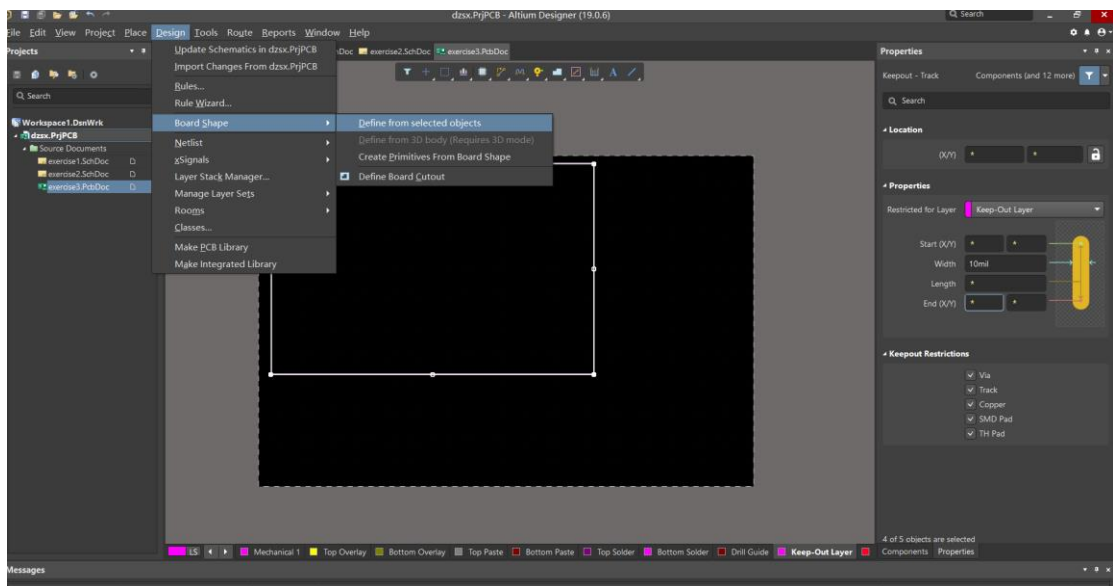 dzsx.PrjPCB - Altium Designer (19.0.6)
Search
File Edit View Project Place Design Tools Route Reports Window Help
Projects
Search
Workspace1.DsnWrk
dzsx.PrjPCB
Source Documents
exercise1.SchDoc
exercise2.SchDoc
exercise3.PcbDoc
Update Schematics in dzsx.PrjPCB
Import Changes From dzsx.PrjPCB
Rules...
Rule Wizard...
Board Shape
Netlist
xSignals
Layer Stack Manager...
Manage Layer Sets
Rooms
Classes...
Make PCB Library
Make Integrated Library
Define from selected objects
Define from 3D body (Requires 3D mode)
Create Primitives From Board Shape
Define Board Cutout
hDoc exercise2.SchDoc exercise3.PcbDoc
Properties
Keepout - Track Components (and 12 more)
Search
Location
(X/Y) * *
Properties
Restricted for Layer Keep-Out Layer
Start (X/Y) * *
Width 10mil
Length *
End (X/Y) * *
Keepout Restrictions
Via
Track
Copper
SMD Pad
TH Pad
4 of 5 objects are selected
Components Properties
LS Mechanical 1 Top Overlay Bottom Overlay Top Paste Bottom Paste Top Solder Bottom Solder Drill Guide Keep-Out Layer
Messages